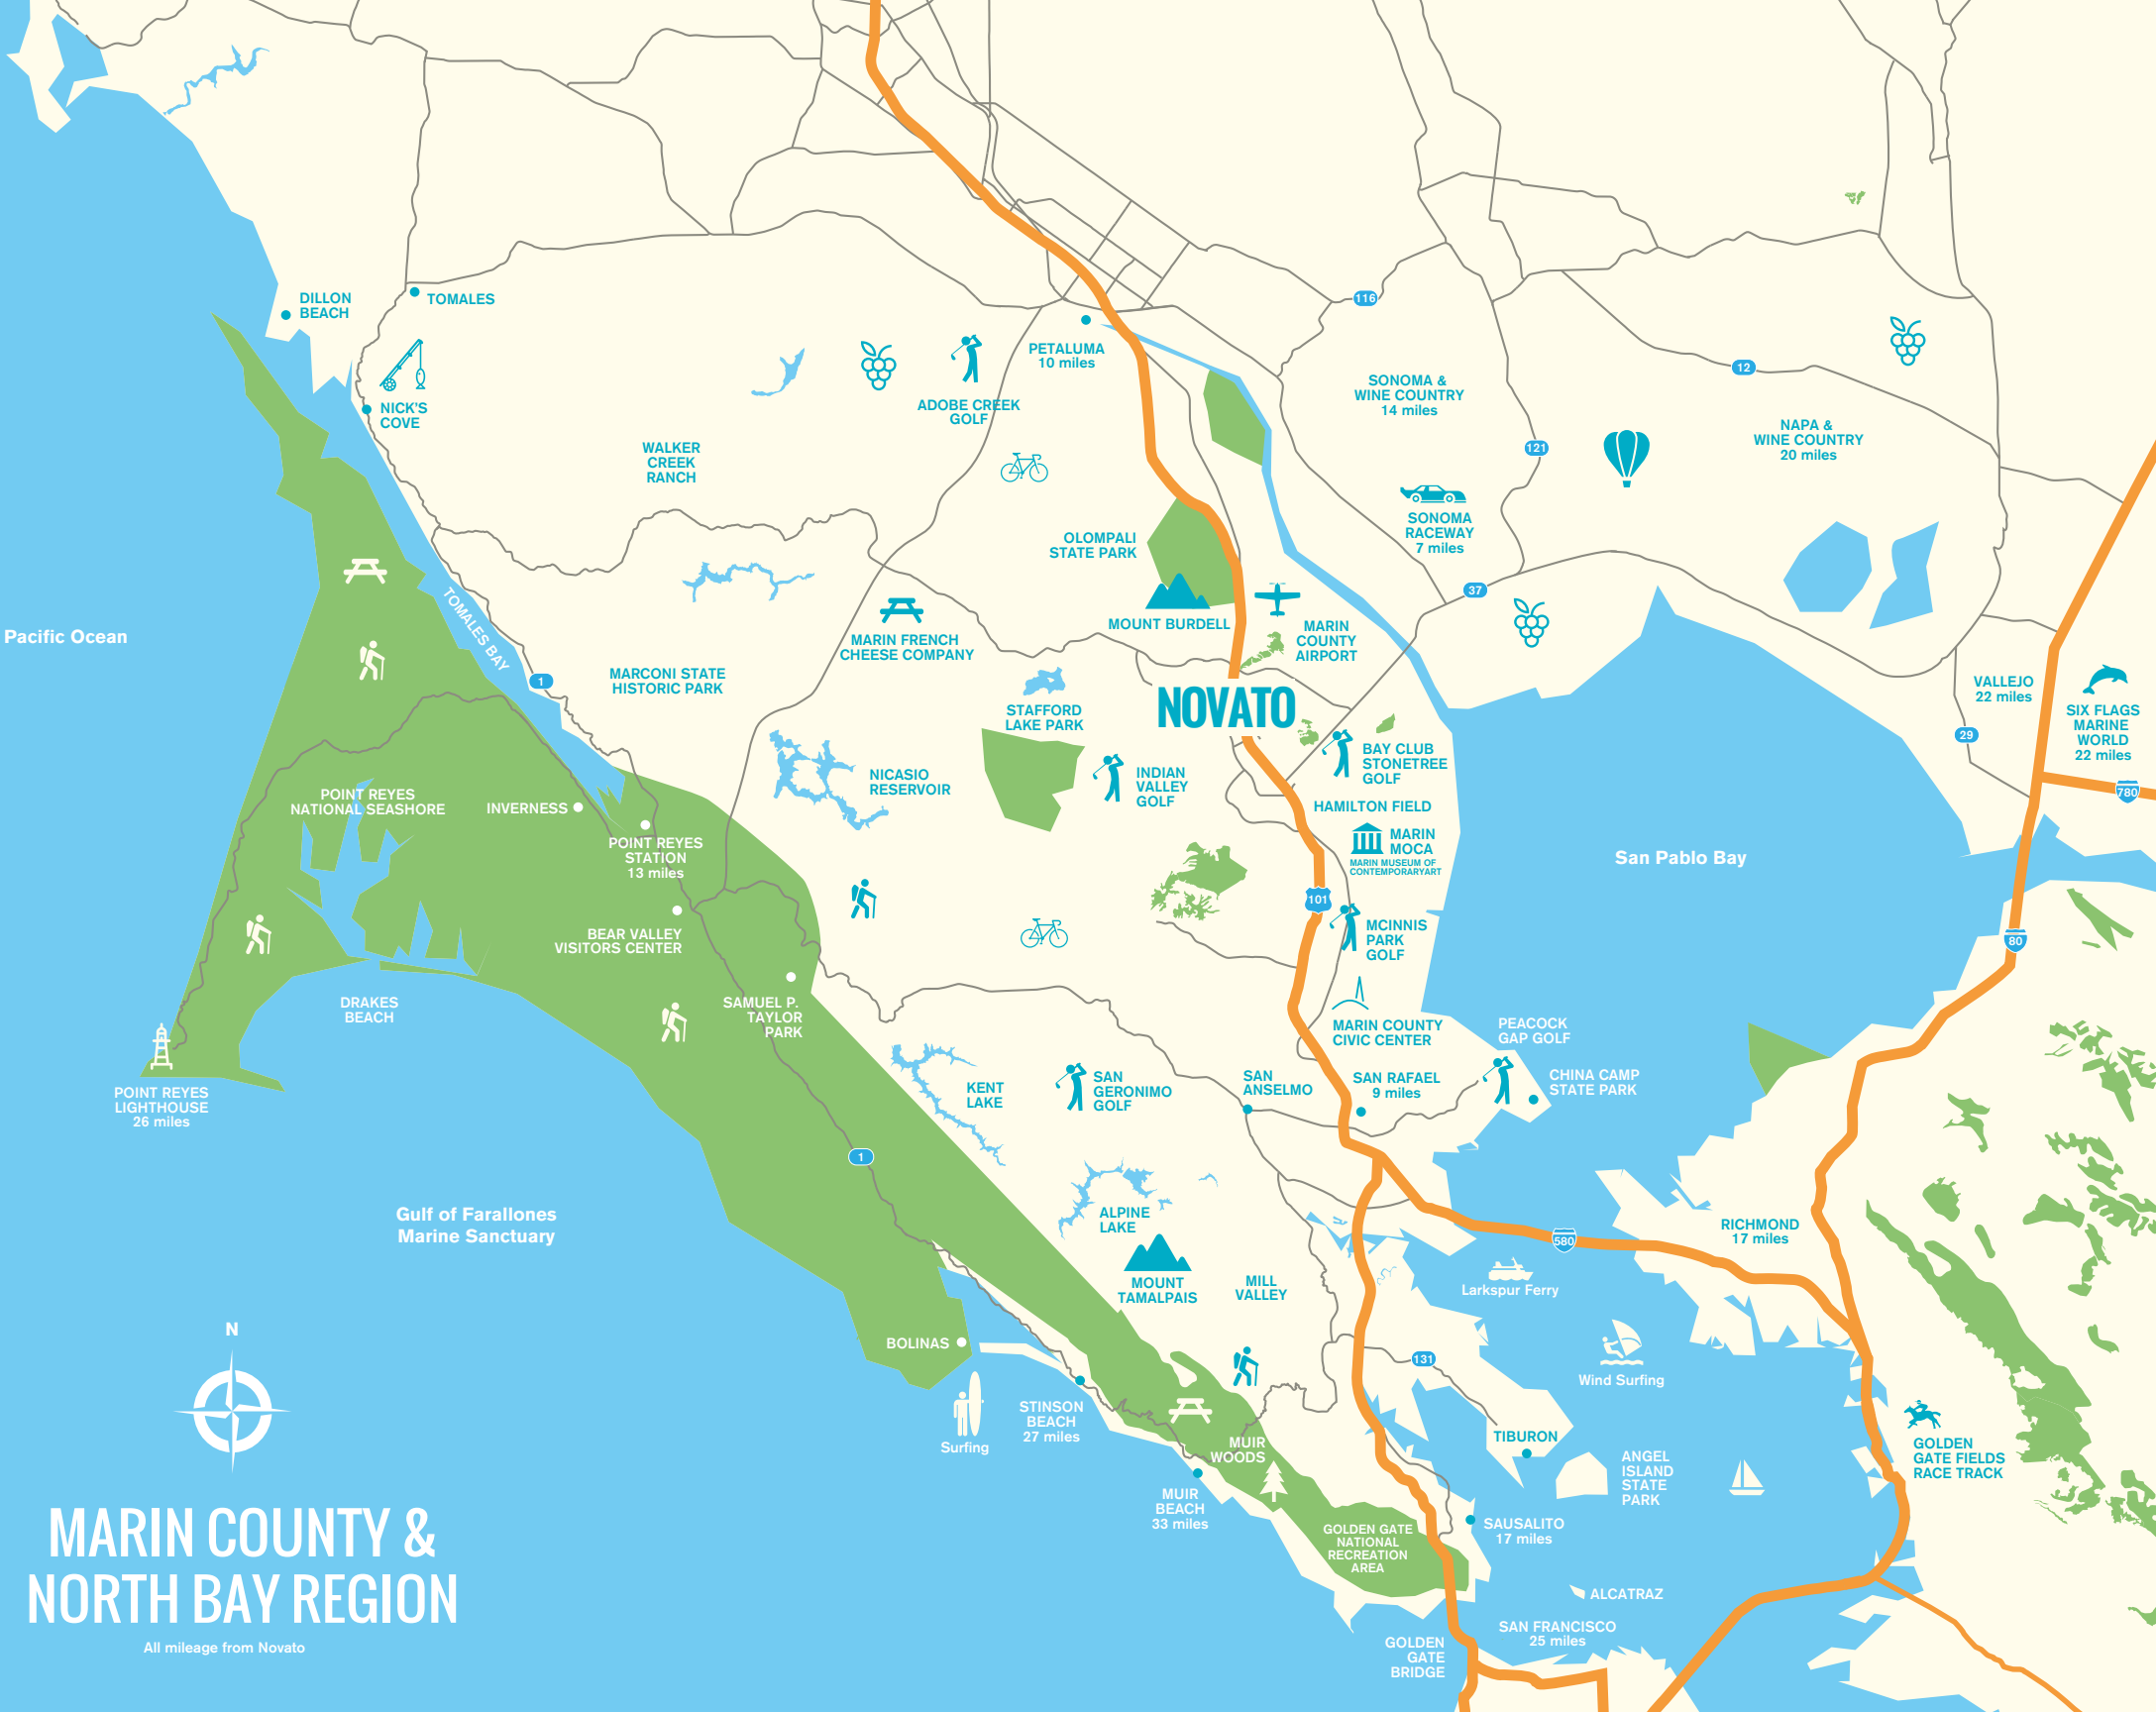 DILLON
BEACH
TOMALES
NICK'S
COVE
WALKER
CREEK
RANCH
ADOBE CREEK
GOLF
PETALUMA
10 miles
116
SONOMA &
WINE COUNTRY
14 miles
12
121
NAPA &
WINE COUNTRY
20 miles
SONOMA
RACEWAY
7 miles
37
OLOMPALI
STATE PARK
MOUNT BURDELL
MARIN
COUNTY
AIRPORT
Pacific Ocean
TOMALES BAY
1
MARIN FRENCH
CHEESE COMPANY
MARCONI STATE
HISTORIC PARK
STAFFORD
LAKE PARK
NOVATO
VALLEJO
22 miles
SIX FLAGS
MARINE
WORLD
22 miles
29
780
BAY CLUB
STONETREE
GOLF
NICASIO
RESERVOIR
INDIAN
VALLEY
GOLF
HAMILTON FIELD
MARIN
MOCA
MARIN MUSEUM OF
CONTEMPORARYART
San Pablo Bay
POINT REYES
NATIONAL SEASHORE
INVERNESS
POINT REYES
STATION
13 miles
101
80
BEAR VALLEY
VISITORS CENTER
MCINNIS
PARK
GOLF
DRAKES
BEACH
SAMUEL P.
TAYLOR
PARK
MARIN COUNTY
CIVIC CENTER
PEACOCK
GAP GOLF
CHINA CAMP
STATE PARK
POINT REYES
LIGHTHOUSE
26 miles
KENT
LAKE
SAN
GERONIMO
GOLF
SAN
ANSELMO
SAN RAFAEL
9 miles
1
Gulf of Farallones
Marine Sanctuary
ALPINE
LAKE
580
RICHMOND
17 miles
MOUNT
TAMALPAIS
MILL
VALLEY
Larkspur Ferry
BOLINAS
131
Wind Surfing
Surfing
STINSON
BEACH
27 miles
MUIR
WOODS
TIBURON
ANGEL
ISLAND
STATE
PARK
GOLDEN
GATE FIELDS
RACE TRACK
MUIR
BEACH
33 miles
GOLDEN GATE
NATIONAL
RECREATION
AREA
SAUSALITO
17 miles
ALCATRAZ
SAN FRANCISCO
25 miles
GOLDEN
GATE
BRIDGE
N
MARIN COUNTY &
NORTH BAY REGION
All mileage from Novato